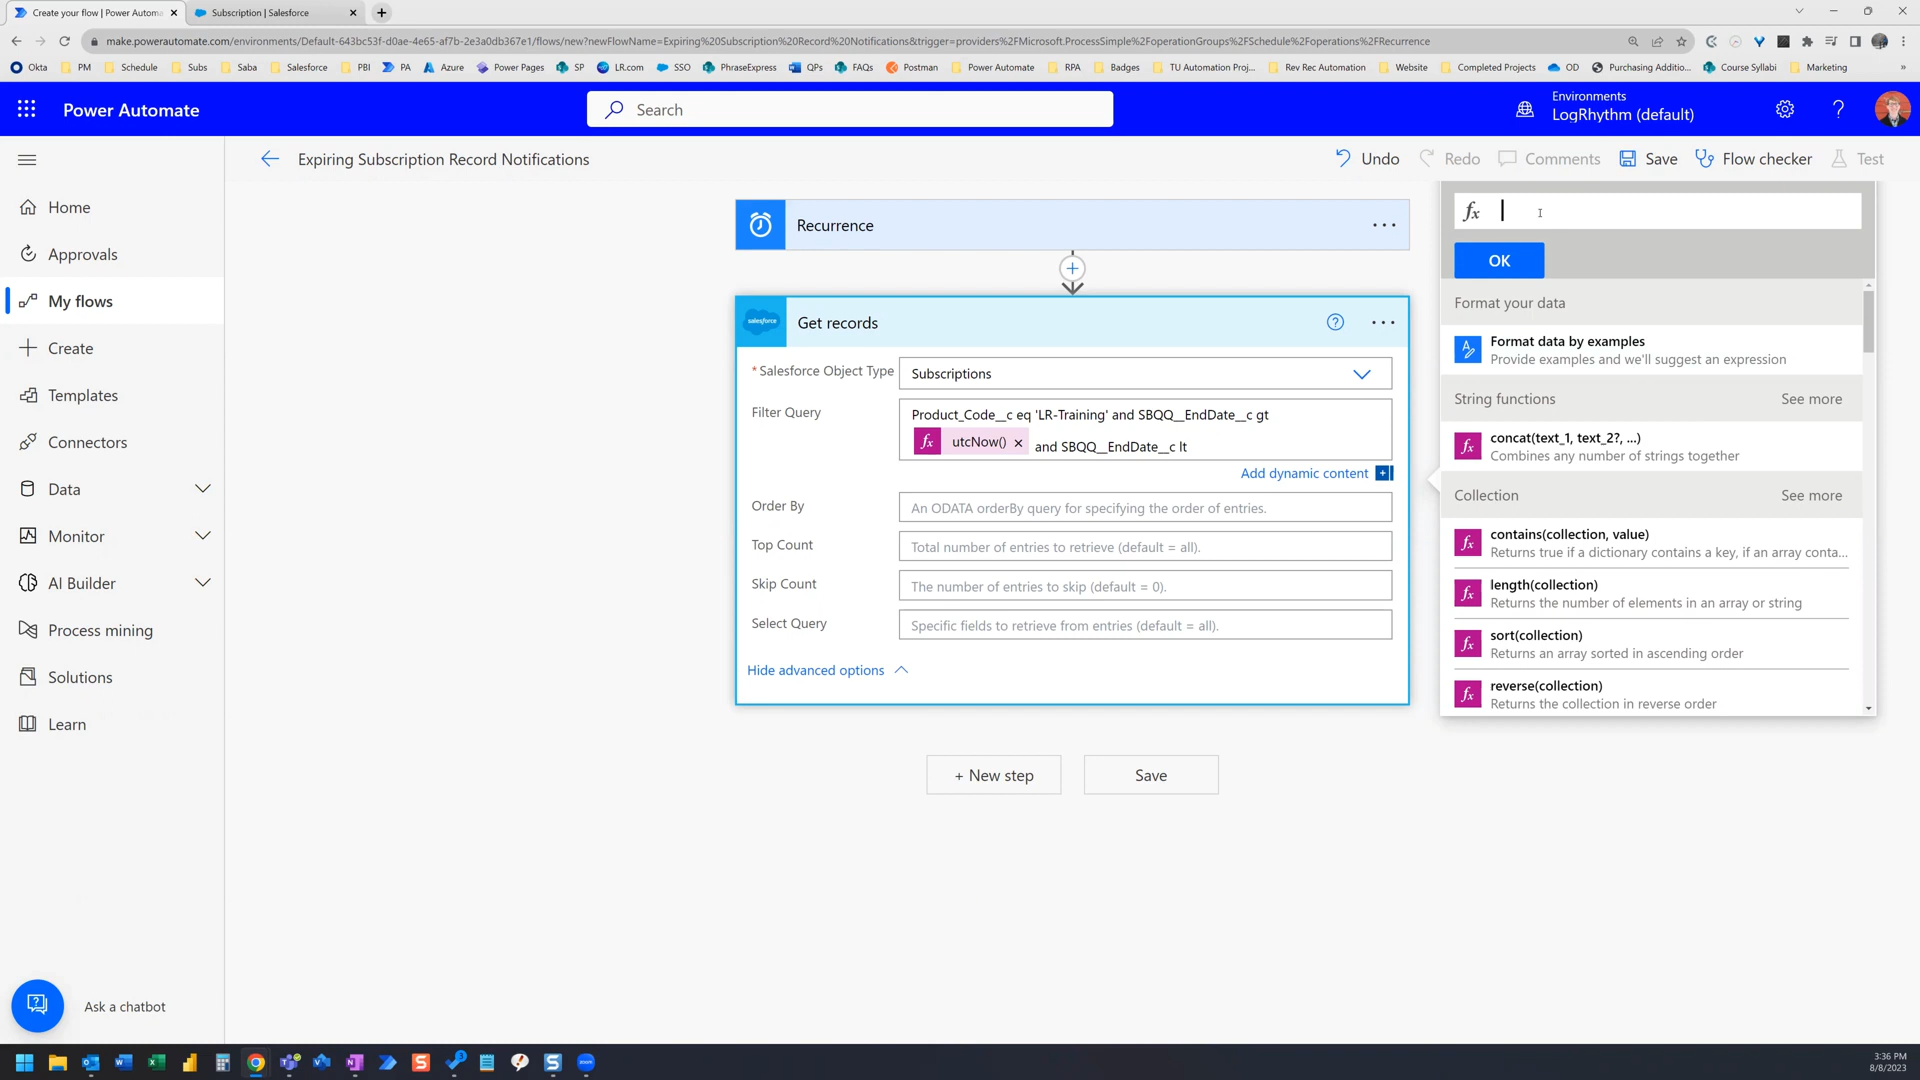 Create your flow | Power Automa
Subscription | Salesforce
make.powerautomate.com/environments/Default-643bc53f-d0ae-4e65-af7b-2e3a0db367e1/flows/new?newFlowName=Expiring%20Subscription%20Record%20Notifications&trigger=providers%2FMicrosoft.ProcessSimple%2FoperationGroups%2FSchedule%2Foperations%2FRecurrence
Okta PM Schedule Subs Saba Salesforce PBI PA Azure Power Pages SP LR.com SSO PhraseExpress QPs FAQs Postman Power Automate RPA Badges TU Automation Proj... Rev Rec Automation Website Completed Projects OD Purchasing Additio... Course Syllabi Marketing »
Power Automate
Search
Environments
LogRhythm (default)
Expiring Subscription Record Notifications
Undo Redo Comments Save Flow checker Test
Home
Approvals
My flows
Create
Templates
Connectors
Data
Monitor
AI Builder
Process mining
Solutions
Learn
Ask a chatbot
Recurrence
salesforce
Get records
* Salesforce Object Type
Subscriptions
Filter Query
Product_Code__c eq 'LR-Training' and SBQQ__EndDate__c gt
fx utcNow() × and SBQQ__EndDate__c lt
Add dynamic content
Order By
An ODATA orderBy query for specifying the order of entries.
Top Count
Total number of entries to retrieve (default = all).
Skip Count
The number of entries to skip (default = 0).
Select Query
Specific fields to retrieve from entries (default = all).
Hide advanced options
+ New step
Save
fx
OK
Format your data
Format data by examples
Provide examples and we'll suggest an expression
String functions See more
fx concat(text_1, text_2?, ...)
Combines any number of strings together
Collection See more
fx contains(collection, value)
Returns true if a dictionary contains a key, if an array conta...
fx length(collection)
Returns the number of elements in an array or string
fx sort(collection)
Returns an array sorted in ascending order
fx reverse(collection)
Returns the collection in reverse order
3:36 PM
8/8/2023